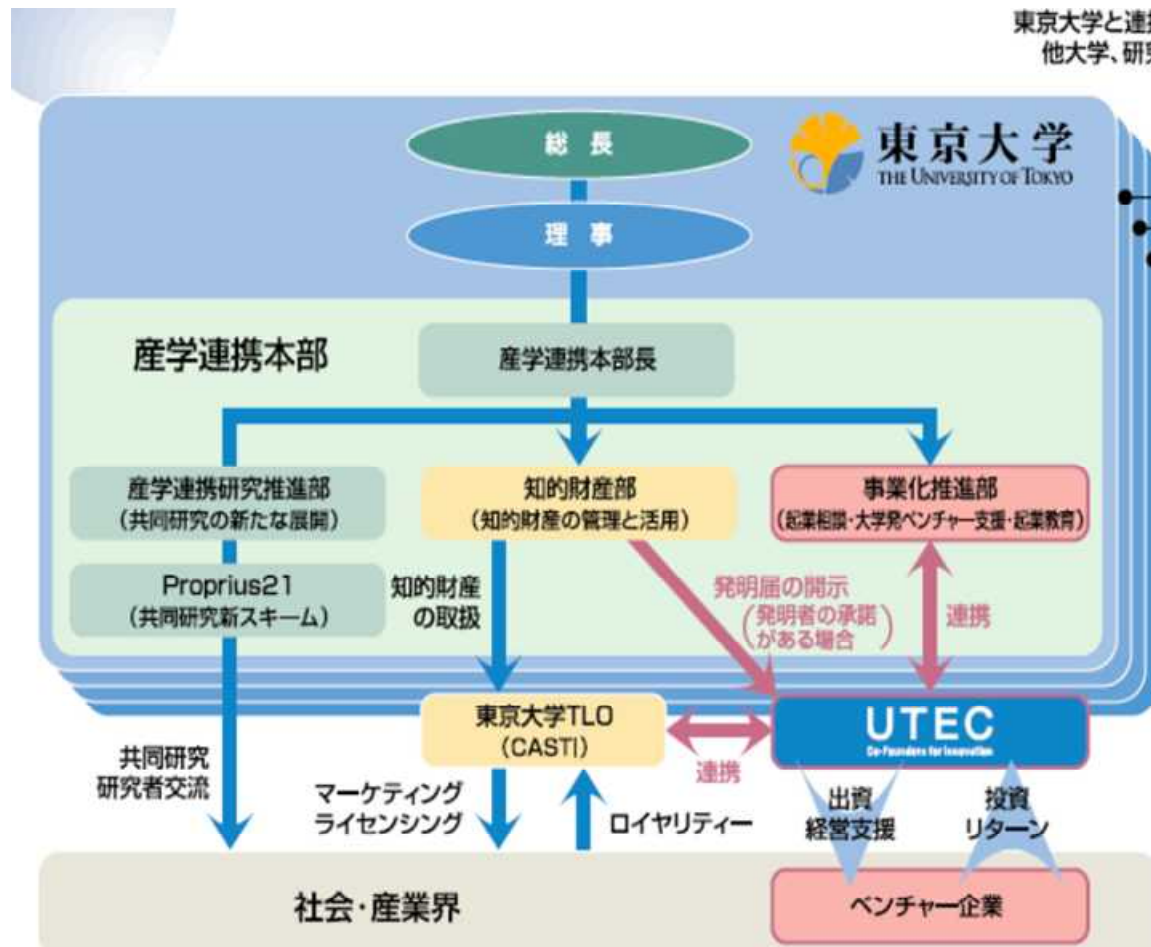 東京大学と連携
他大学、研究
総長
東京大学
THE UNIVERSITY OF TOKYO
理事
産学連携本部
産学連携本部長
産学連携研究推進部
(共同研究の新たな展開)
知的財産部
(知的財産の管理と活用)
事業化推進部
(起業相談・大学発ベンチャー支援・起業教育)
Proprius21
(共同研究新スキーム)
知的財産
の取扱
発明届の開示
(発明者の承諾
がある場合)
連携
東京大学TLO
(CASTI)
連携
UTEC
Co-Founders for Innovation
共同研究
研究者交流
マーケティング
ライセンシング
ロイヤリティー
出資
経営支援
投資
リターン
社会・産業界
ベンチャー企業